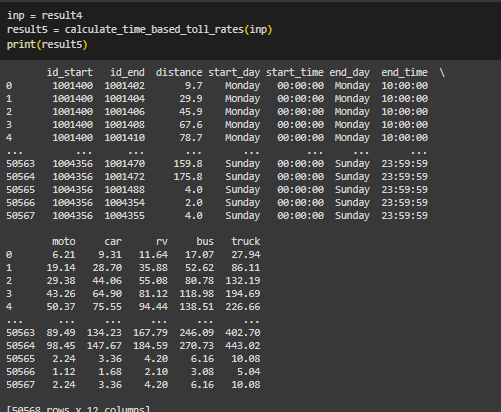 inp = result4
result5 = calculate_time_based_toll_rates(inp)
print(result5)
id_start id_end distance start_day start_time end_day end_time \
0 1001400 1001402 9.7 Monday 00:00:00 Monday 10:00:00
1 1001400 1001404 29.9 Monday 00:00:00 Monday 10:00:00
2 1001400 1001406 45.9 Monday 00:00:00 Monday 10:00:00
3 1001400 1001408 67.6 Monday 00:00:00 Monday 10:00:00
4 1001400 1001410 78.7 Monday 00:00:00 Monday 10:00:00
... ... ... ... ... ... ... ...
50563 1004356 1001470 159.8 Sunday 00:00:00 Sunday 23:59:59
50564 1004356 1001472 175.8 Sunday 00:00:00 Sunday 23:59:59
50565 1004356 1001488 4.0 Sunday 00:00:00 Sunday 23:59:59
50566 1004356 1004354 2.0 Sunday 00:00:00 Sunday 23:59:59
50567 1004356 1004355 4.0 Sunday 00:00:00 Sunday 23:59:59
moto car rv bus truck
0 6.21 9.31 11.64 17.07 27.94
1 19.14 28.70 35.88 52.62 86.11
2 29.38 44.06 55.08 80.78 132.19
3 43.26 64.90 81.12 118.98 194.69
4 50.37 75.55 94.44 138.51 226.66
... ... ... ... ... ...
50563 89.49 134.23 167.79 246.09 402.70
50564 98.45 147.67 184.59 270.73 443.02
50565 2.24 3.36 4.20 6.16 10.08
50566 1.12 1.68 2.10 3.08 5.04
50567 2.24 3.36 4.20 6.16 10.08
[50568 rows x 12 columns]